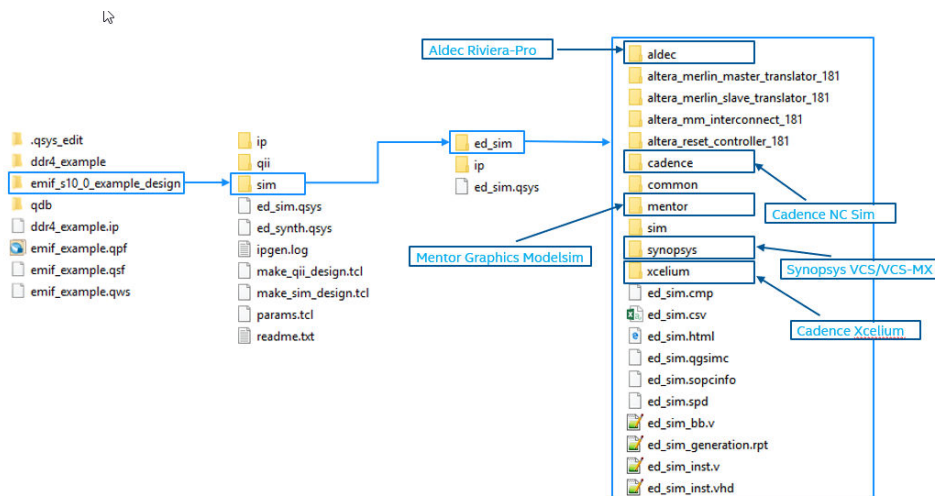 .qsys_edit
ddr4_example
emif_s10_0_example_design
qdb
ddr4_example.ip
emif_example.qpf
emif_example.qsf
emif_example.qws
ip
qii
sim
ed_sim.qsys
ed_synth.qsys
ipgen.log
make_qii_design.tcl
make_sim_design.tcl
params.tcl
readme.txt
ed_sim
ip
ed_sim.qsys
Aldec Riviera-Pro
Mentor Graphics Modelsim
aldec
altera_merlin_master_translator_181
altera_merlin_slave_translator_181
altera_mm_interconnect_181
altera_reset_controller_181
cadence
common
mentor
sim
synopsys
xcelium
ed_sim.cmp
ed_sim.csv
ed_sim.html
ed_sim.qgsimc
ed_sim.sopcinfo
ed_sim.spd
ed_sim_bb.v
ed_sim_generation.rpt
ed_sim_inst.v
ed_sim_inst.vhd
Cadence NC Sim
Synopsys VCS/VCS-MX
Cadence Xcelium